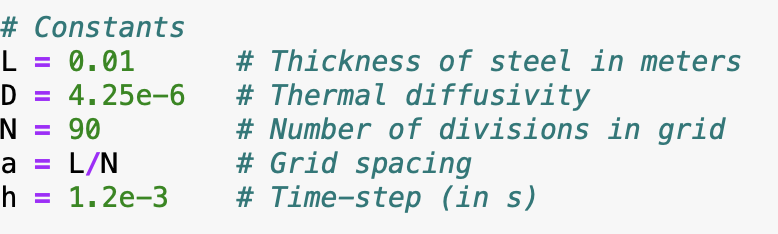 # Constants
L = 0.01 # Thickness of steel in meters
D = 4.25e-6 # Thermal diffusivity
N = 90 # Number of divisions in grid
a = L/N # Grid spacing
h = 1.2e-3 # Time-step (in s)